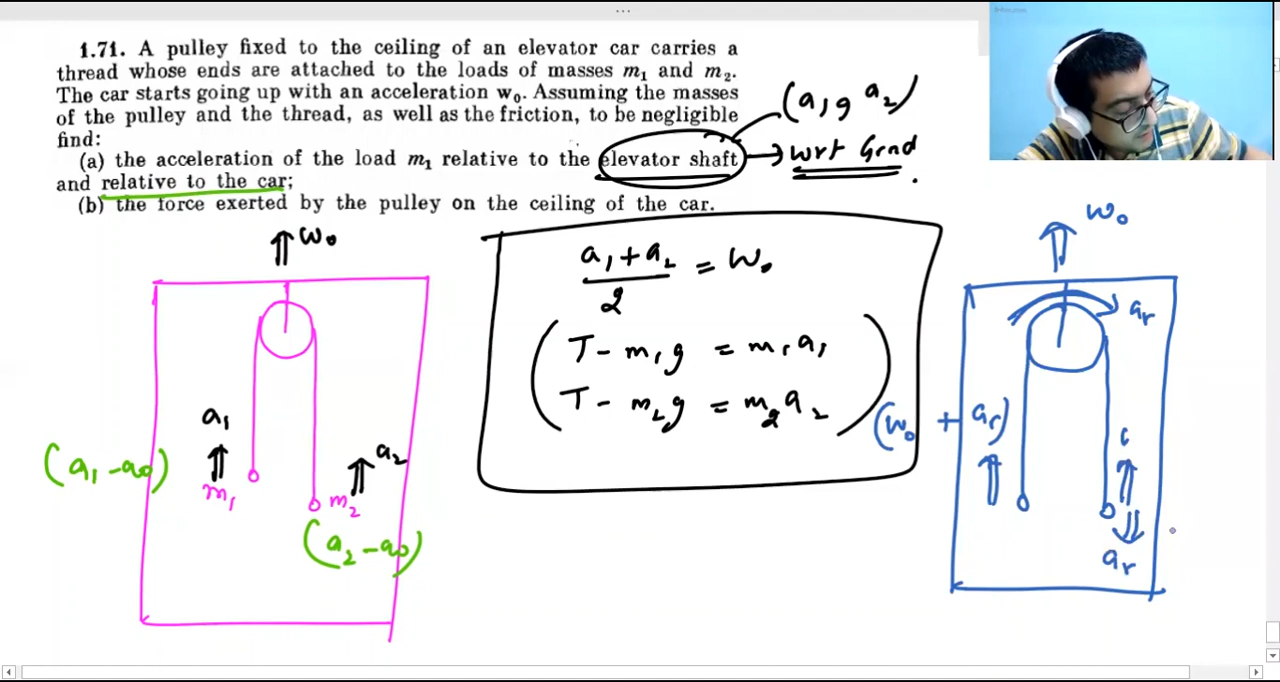 1.71. A pulley fixed to the ceiling of an elevator car carries a
thread whose ends are attached to the loads of masses m₁ and m₂.
The car starts going up with an acceleration w₀. Assuming the masses
of the pulley and the thread, as well as the friction, to be negligible
find:
(a) the acceleration of the load m₁ relative to the elevator shaft
and relative to the car;
(b) the force exerted by the pulley on the ceiling of the car.
(a₁ g a₂)
→ wrt Grnd
w₀
a₁
(a₁ - a₀)
m₁
a₂
m₂
(a₂ - a₀)
(a₁ + a₂)/2 = w₀
T - m₁g = m₁a₁
T - m₂g = m₂a₂
w₀
aᵣ
(w₀ + aᵣ)
aᵣ